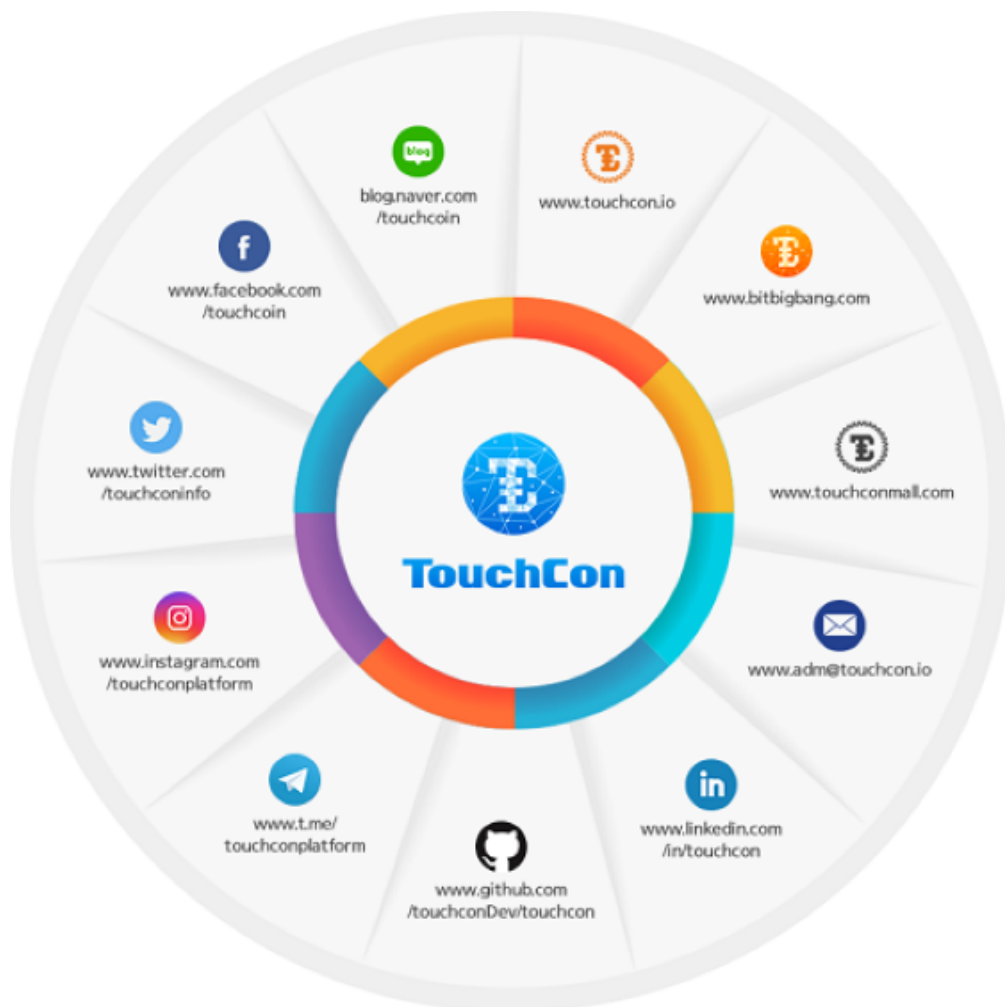 blog
blog.naver.com
/touchcoin
www.touchcon.io
www.facebook.com
/touchcoin
www.bitbigbang.com
www.twitter.com
/touchconinfo
www.touchconmall.com
TouchCon
www.instagram.com
/touchconplatform
www.adm@touchcon.io
www.t.me/
touchconplatform
www.linkedin.com
/in/touchcon
www.github.com
/touchconDev/touchcon